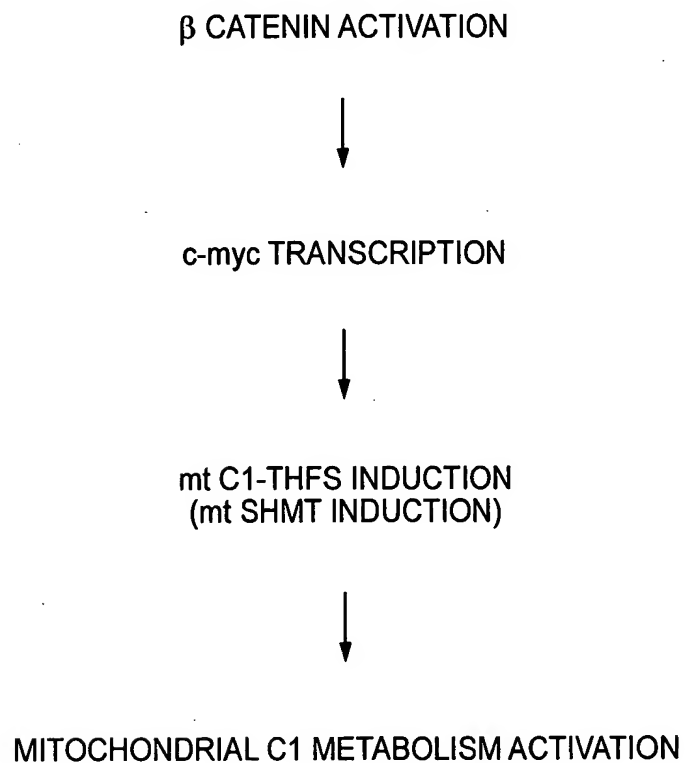 β CATENIN ACTIVATION
c-myc TRANSCRIPTION
mt C1-THFS INDUCTION
(mt SHMT INDUCTION)
MITOCHONDRIAL C1 METABOLISM ACTIVATION